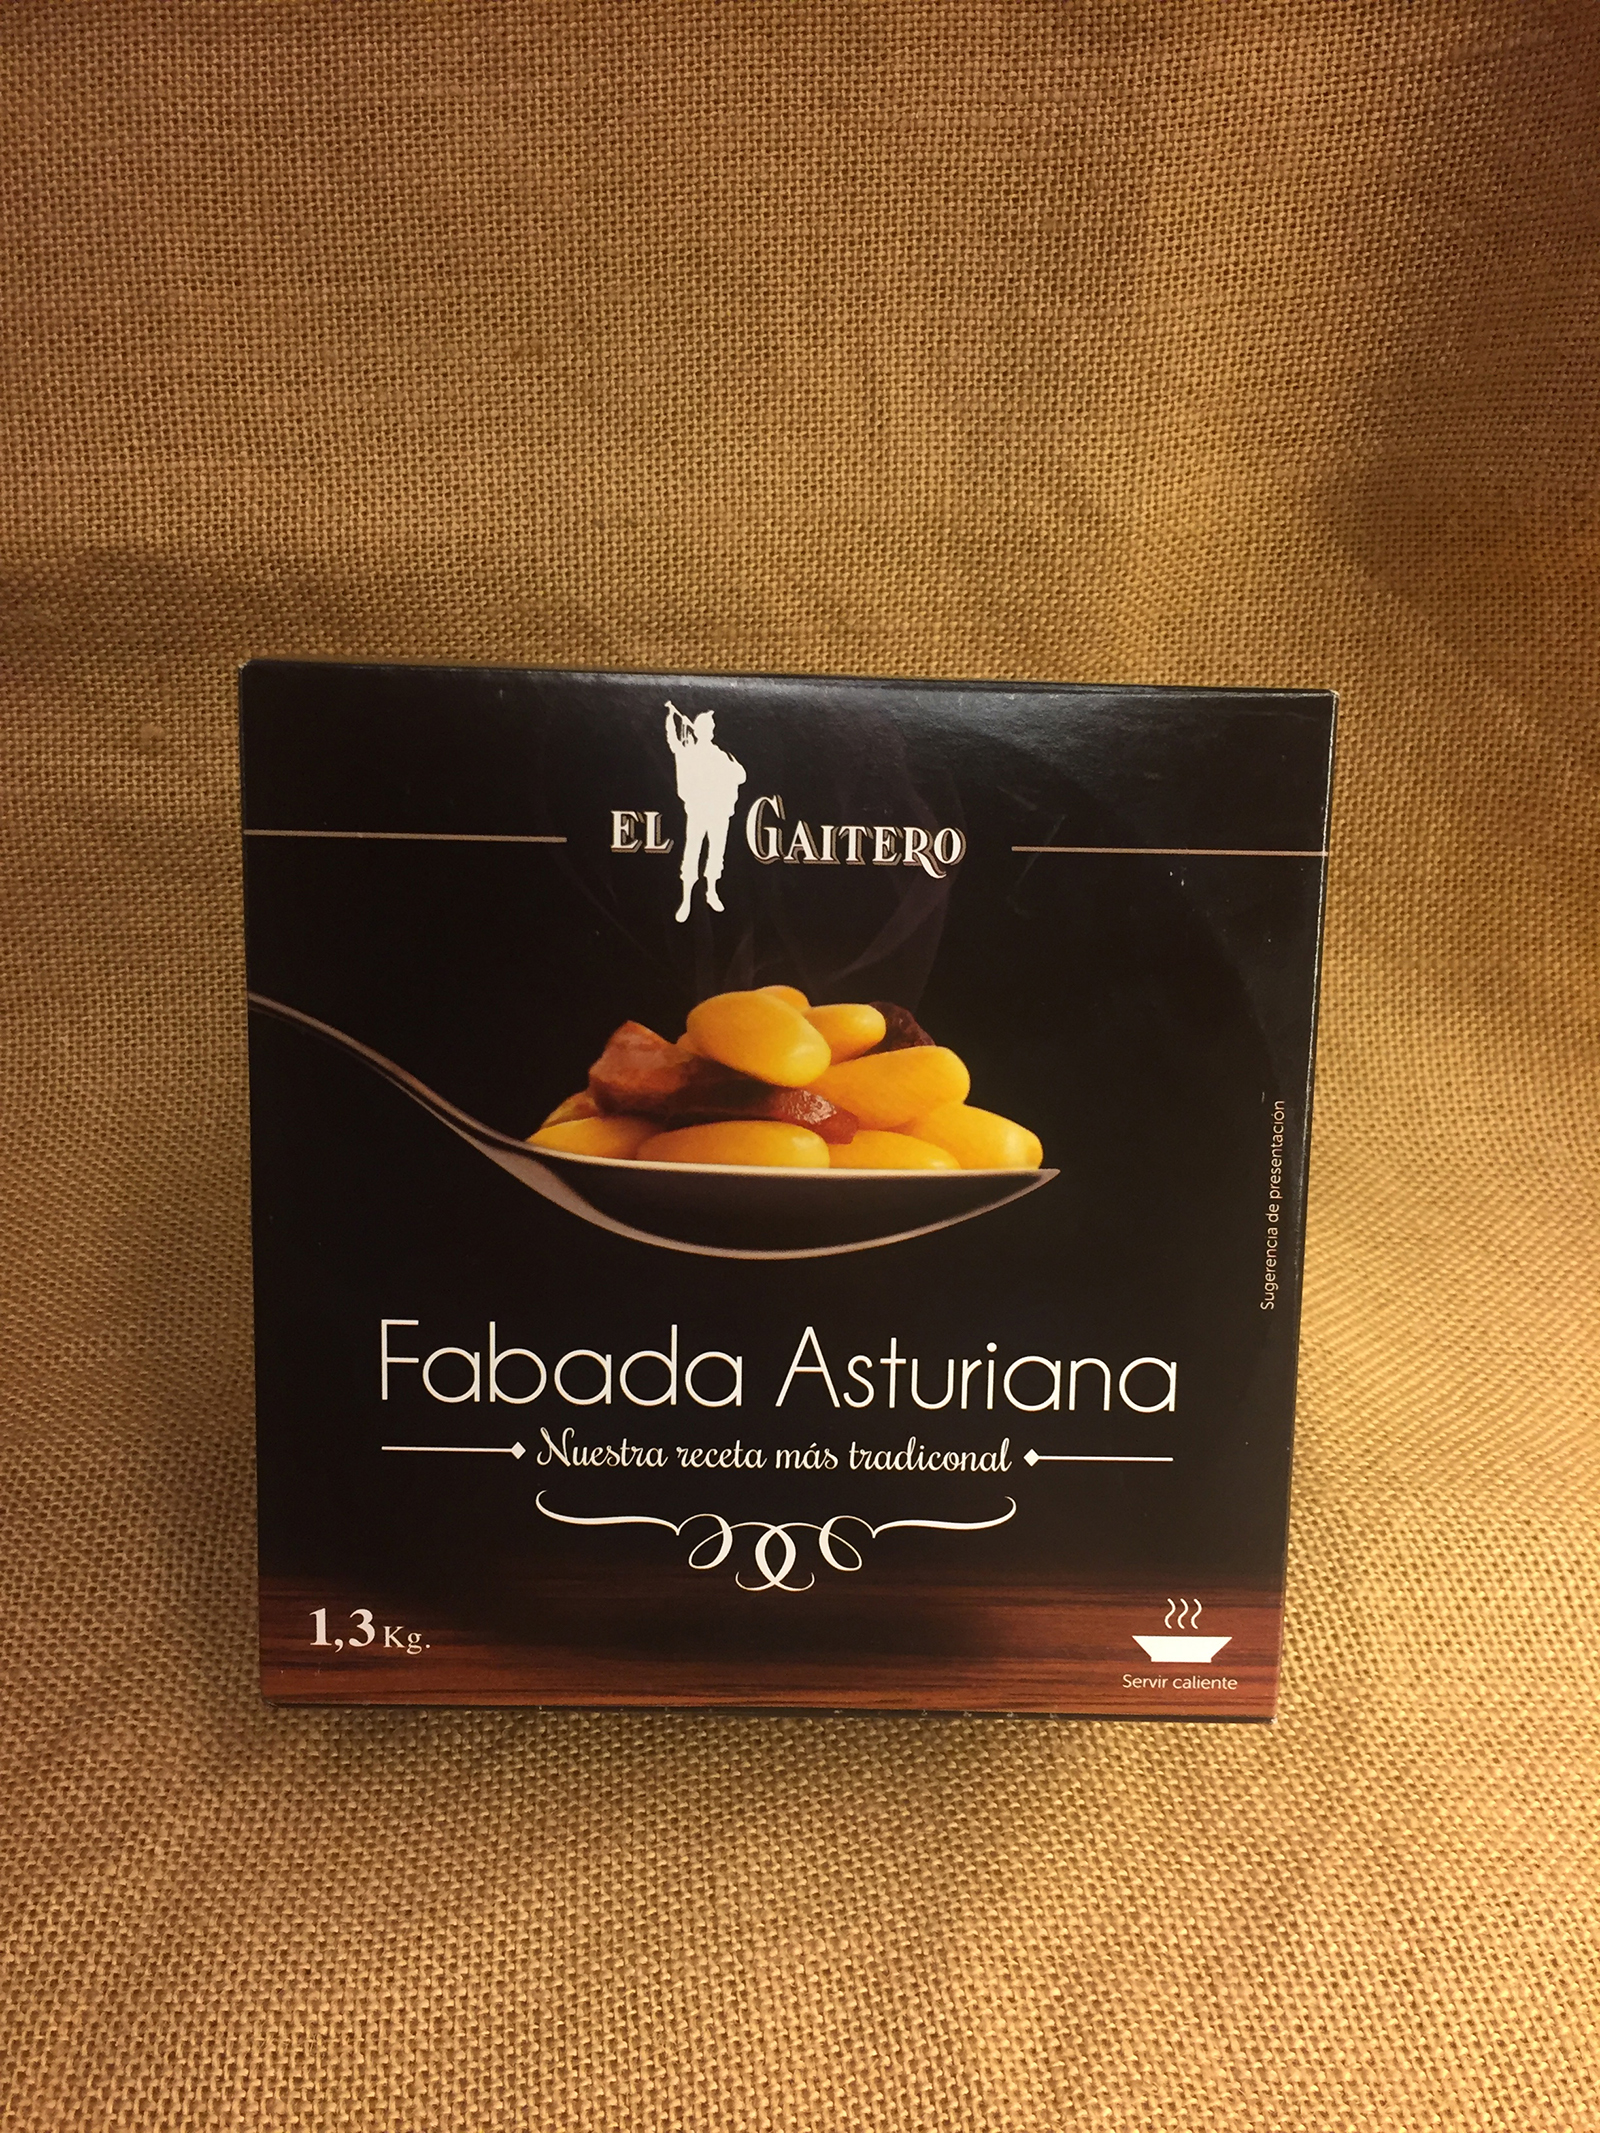 EL GAITERO
Sugerencia de presentación
Fabada Asturiana
Nuestra receta más tradiconal
1,3 Kg.
Servir caliente